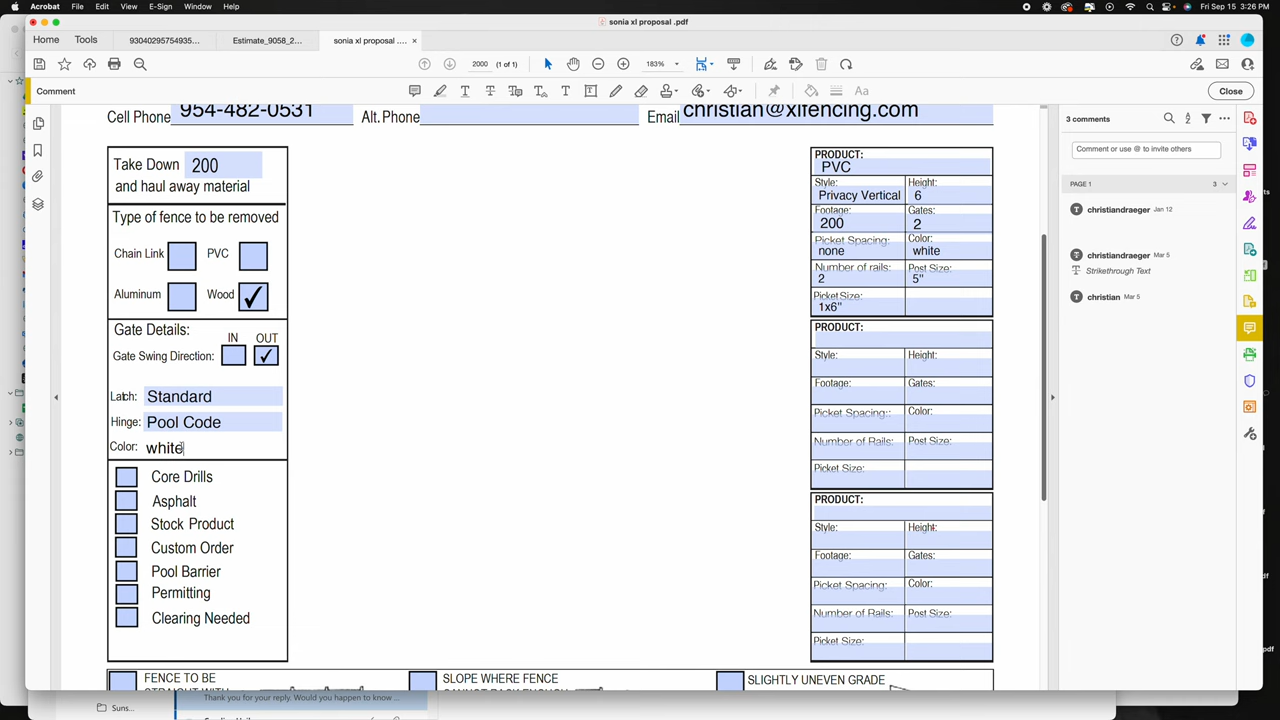 Acrobat File Edit View E-Sign Window Help
Fri Sep 15 3:26 PM
sonia xl proposal .pdf
Home Tools 93040295754935... Estimate_9058_2... sonia xl proposal ....
2000 (1 of 1) 183%
Comment
Close
Cell Phone 954-482-0531 Alt. Phone Email christian@xlfencing.com
Take Down 200
and haul away material
Type of fence to be removed
Chain Link PVC
Aluminum Wood ✓
Gate Details:
IN OUT
Gate Swing Direction: ✓
Latch: Standard
Hinge: Pool Code
Color: white
Core Drills
Asphalt
Stock Product
Custom Order
Pool Barrier
Permitting
Clearing Needed
PRODUCT:
PVC
Style: Height:
Privacy Vertical 6
Footage: Gates:
200 2
Picket Spacing: Color:
none white
Number of rails: Post Size:
2 5"
Picket Size:
1x6"
PRODUCT:
Style: Height:
Footage: Gates:
Picket Spacing:: Color:
Number of Rails: Post Size:
Picket Size:
PRODUCT:
Style: Height:
Footage: Gates:
Picket Spacing: Color:
Number of Rails: Post Size:
Picket Size:
FENCE TO BE
SLOPE WHERE FENCE
SLIGHTLY UNEVEN GRADE
3 comments
Comment or use @ to invite others
PAGE 1 3
christiandraeger Jan 12
christiandraeger Mar 5
Strikethrough Text
christian Mar 5
Suns...
Thank you for your reply. Would you happen to know ...